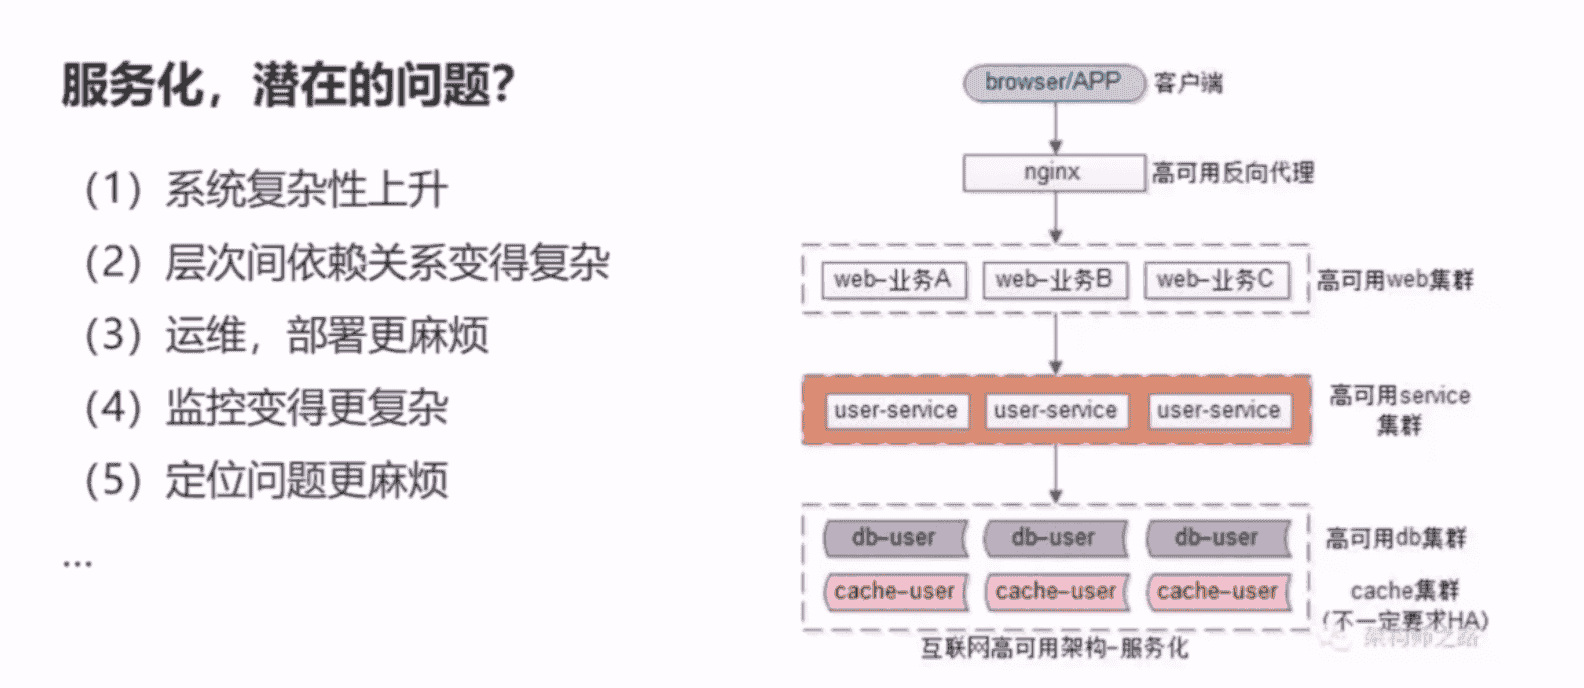 服务化，潜在的问题？
（1）系统复杂性上升
（2）层次间依赖关系变得复杂
（3）运维，部署更麻烦
（4）监控变得更复杂
（5）定位问题更麻烦
...
browser/APP 客户端
nginx 高可用反向代理
web-业务A web-业务B web-业务C 高可用web集群
user-service user-service user-service 高可用service
集群
db-user db-user db-user 高可用db集群
cache-user cache-user cache-user cache集群
（不一定要求HA）
互联网高可用架构-服务化
架构师之路